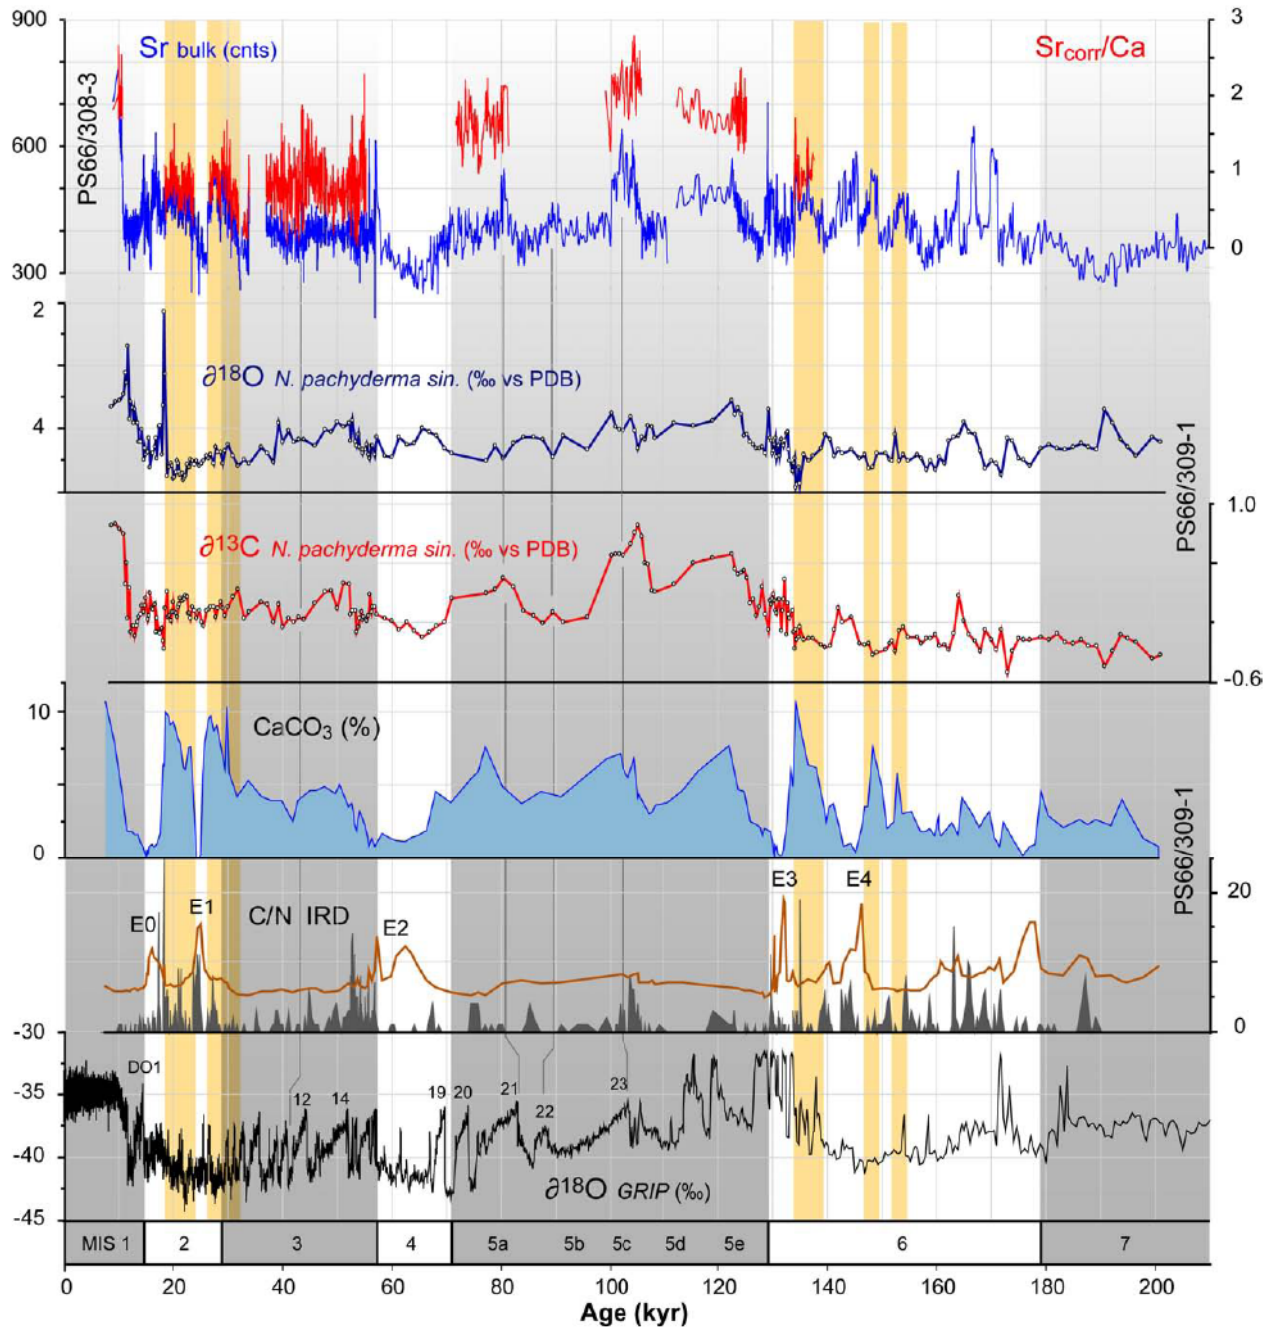 900
3
Sr bulk (cnts)
Srcorr/Ca
2
PS66/308-3
600
1
0
300
2
∂18O N. pachyderma sin. (‰ vs PDB)
4
1.0
∂13C N. pachyderma sin. (‰ vs PDB)
PS66/309-1
-0.6
10
CaCO3 (%)
0
PS66/309-1
E0
E1
C/N IRD
E2
E3
E4
20
10
0
-30
DO1
-35
12
14
19
20
21
22
23
-40
∂18O GRIP (‰)
-45
MIS 1
2
3
4
5a
5b
5c
5d
5e
6
7
0
20
40
60
80
100
120
140
160
180
200
Age (kyr)